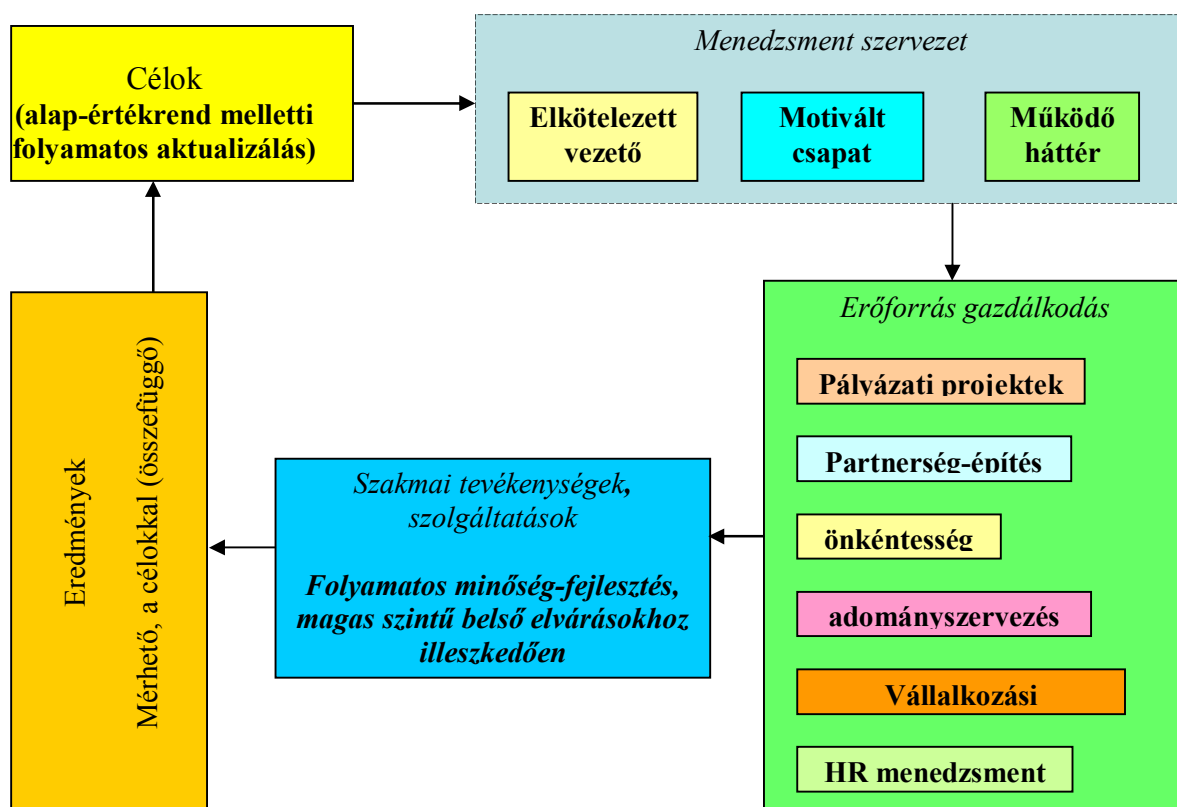 Célok
(alap-értékrend melletti
folyamatos aktualizálás)
Menedzsment szervezet
Elkötelezett
vezető
Motivált
csapat
Működő
háttér
Erőforrás gazdálkodás
Pályázati projektek
Partnerség-építés
önkéntesség
adományszervezés
Vállalkozási
HR menedzsment
Szakmai tevékenységek,
szolgáltatások
Folyamatos minőség-fejlesztés,
magas szintű belső elvárásokhoz
illeszkedően
Eredmények
Mérhető, a célokkal (összefüggő)